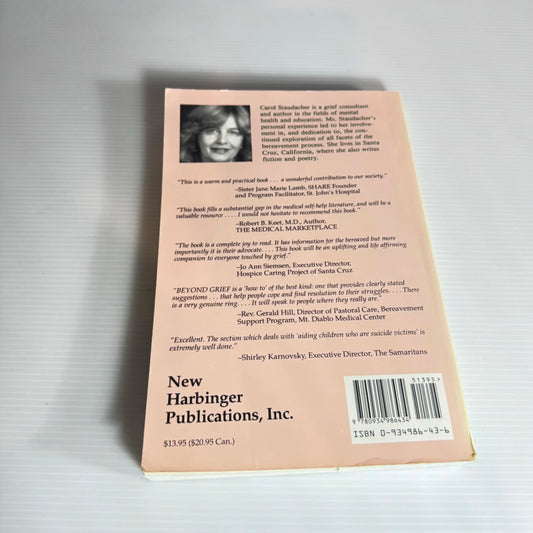 Carol Staudacher is a grief consultant
and author in the fields of mental
health and education. Ms. Staudacher's
personal experience led to her involve-
ment in, and dedication to, the con-
tinued exploration of all facets of the
bereavement process. She lives in Santa
Cruz, California, where she also writes
fiction and poetry.
"This is a warm and practical book . . . a wonderful contribution to our society."
–Sister Jane Marie Lamb, SHARE Founder
and Program Facilitator, St. John's Hospital
"This book fills a substantial gap in the medical self-help literature, and will be a
valuable resource . . . . I would not hesitate to recommend this book."
–Robert B. Keet, M.D., Author,
THE MEDICAL MARKETPLACE
"The book is a complete joy to read. It has information for the bereaved but more
importantly it is their advocate. . . . This book will be an uplifting and life affirming
companion to everyone touched by grief."
–Jo Ann Siemsen, Executive Director,
Hospice Caring Project of Santa Cruz
"BEYOND GRIEF is a 'how to' of the best kind: one that provides clearly stated
suggestions . . . that help people cope and find resolution to their struggles. . . . There
is a very genuine ring. . . . It will speak to people where they really are."
–Rev. Gerald Hill, Director of Pastoral Care, Bereavement
Support Program, Mt. Diablo Medical Center
"Excellent. The section which deals with 'aiding children who are suicide victims' is
extremely well done."
–Shirley Karnovsky, Executive Director, The Samaritans
New
Harbinger
Publications, Inc.
$13.95 ($20.95 Can.)
51395>
9 780934 986434
ISBN 0-934986-43-6